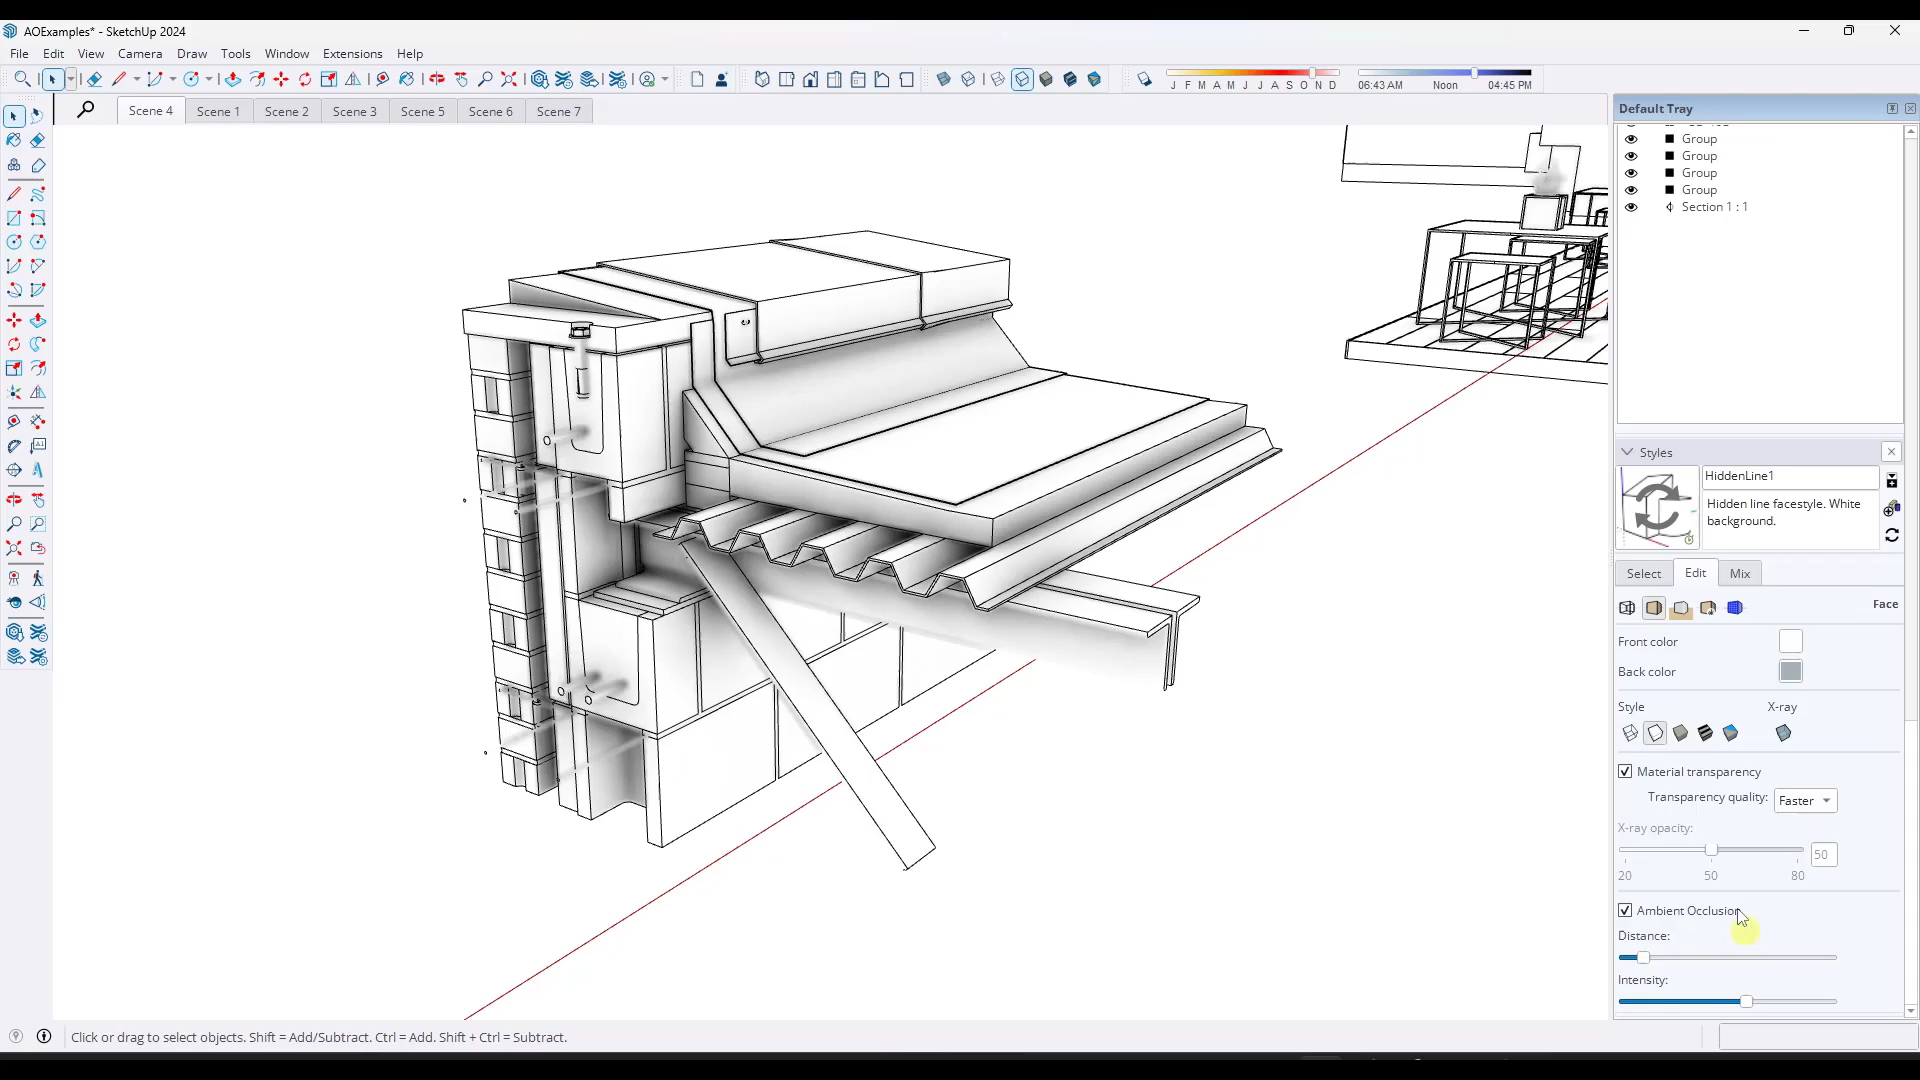 AOExamples* - SketchUp 2024
File Edit View Camera Draw Tools Window Extensions Help
J F M A M J J A S O N D 06:43 AM Noon 04:45 PM
Scene 4 Scene 1 Scene 2 Scene 3 Scene 5 Scene 6 Scene 7
Default Tray
Group
Group
Group
Group
Section 1 : 1
Styles
HiddenLine1
Hidden line facestyle. White
background.
Select Edit Mix
Face
Front color
Back color
Style X-ray
Material transparency
Transparency quality: Faster
X-ray opacity:
50
20 50 80
Ambient Occlusion
Distance:
Intensity:
Click or drag to select objects. Shift = Add/Subtract. Ctrl = Add. Shift + Ctrl = Subtract.